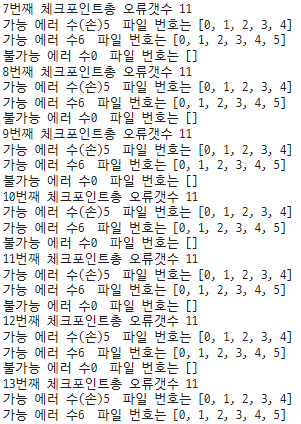 7번째 체크포인트총 오류갯수 11
가능 에러 수(손)5  파일 번호는 [0, 1, 2, 3, 4]
가능 에러 수6  파일 번호는 [0, 1, 2, 3, 4, 5]
불가능 에러 수0  파일 번호는 []
8번째 체크포인트총 오류갯수 11
가능 에러 수(손)5  파일 번호는 [0, 1, 2, 3, 4]
가능 에러 수6  파일 번호는 [0, 1, 2, 3, 4, 5]
불가능 에러 수0  파일 번호는 []
9번째 체크포인트총 오류갯수 11
가능 에러 수(손)5  파일 번호는 [0, 1, 2, 3, 4]
가능 에러 수6  파일 번호는 [0, 1, 2, 3, 4, 5]
불가능 에러 수0  파일 번호는 []
10번째 체크포인트총 오류갯수 11
가능 에러 수(손)5  파일 번호는 [0, 1, 2, 3, 4]
가능 에러 수6  파일 번호는 [0, 1, 2, 3, 4, 5]
불가능 에러 수0  파일 번호는 []
11번째 체크포인트총 오류갯수 11
가능 에러 수(손)5  파일 번호는 [0, 1, 2, 3, 4]
가능 에러 수6  파일 번호는 [0, 1, 2, 3, 4, 5]
불가능 에러 수0  파일 번호는 []
12번째 체크포인트총 오류갯수 11
가능 에러 수(손)5  파일 번호는 [0, 1, 2, 3, 4]
가능 에러 수6  파일 번호는 [0, 1, 2, 3, 4, 5]
불가능 에러 수0  파일 번호는 []
13번째 체크포인트총 오류갯수 11
가능 에러 수(손)5  파일 번호는 [0, 1, 2, 3, 4]
가능 에러 수6  파일 번호는 [0, 1, 2, 3, 4, 5]